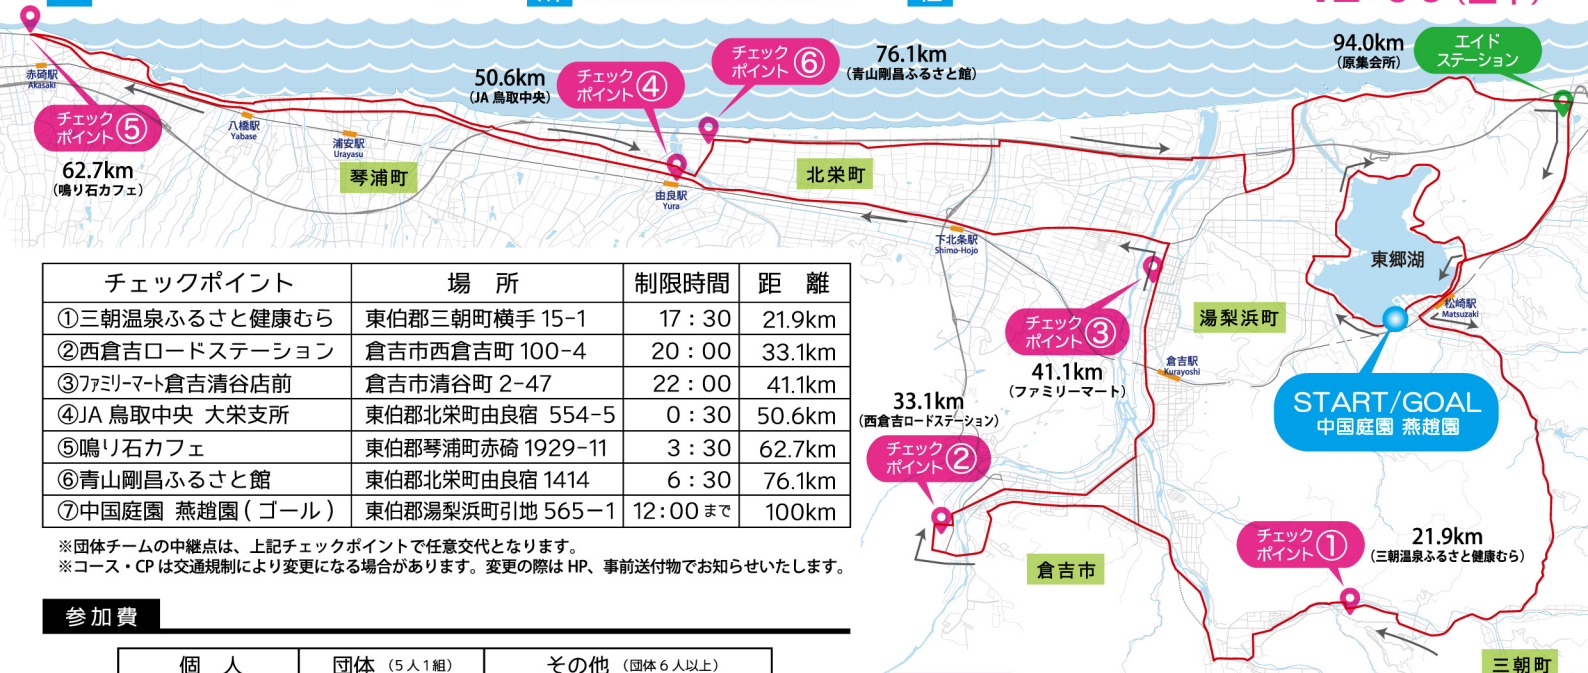 赤碕駅
Akasaki
チェック
ポイント⑤
62.7km
(鳴り石カフェ)
八橋駅
Yabase
浦安駅
Urayasu
琴浦町
50.6km
(JA 鳥取中央)
チェック
ポイント④
チェック
ポイント⑥
76.1km
(青山剛昌ふるさと館)
由良駅
Yura
北栄町
下北条駅
Shimo-Hojo
94.0km
(原集会所)
エイド
ステーション
東郷湖
松崎駅
Matsuzaki
湯梨浜町
チェック
ポイント③
41.1km
(ファミリーマート)
倉吉駅
Kurayoshi
START/GOAL
中国庭園 燕趙園
33.1km
(西倉吉ロードステーション)
チェック
ポイント②
倉吉市
チェック
ポイント①
21.9km
(三朝温泉ふるさと健康むら)
三朝町
チェックポイント 場 所 制限時間 距 離
①三朝温泉ふるさと健康むら 東伯郡三朝町横手 15-1 17：30 21.9km
②西倉吉ロードステーション 倉吉市西倉吉町 100-4 20：00 33.1km
③ファミリーマート倉吉清谷店前 倉吉市清谷町 2-47 22：00 41.1km
④JA 鳥取中央 大栄支所 東伯郡北栄町由良宿 554-5 0：30 50.6km
⑤鳴り石カフェ 東伯郡琴浦町赤碕 1929-11 3：30 62.7km
⑥青山剛昌ふるさと館 東伯郡北栄町由良宿 1414 6：30 76.1km
⑦中国庭園 燕趙園(ゴール) 東伯郡湯梨浜町引地 565－1 12:00 まで 100km
※団体チームの中継点は、上記チェックポイントで任意交代となります。
※コース・CP は交通規制により変更になる場合があります。変更の際は HP、事前送付物でお知らせいたします。
参加費
個 人 団体 (5人1組) その他 (団体6人以上)